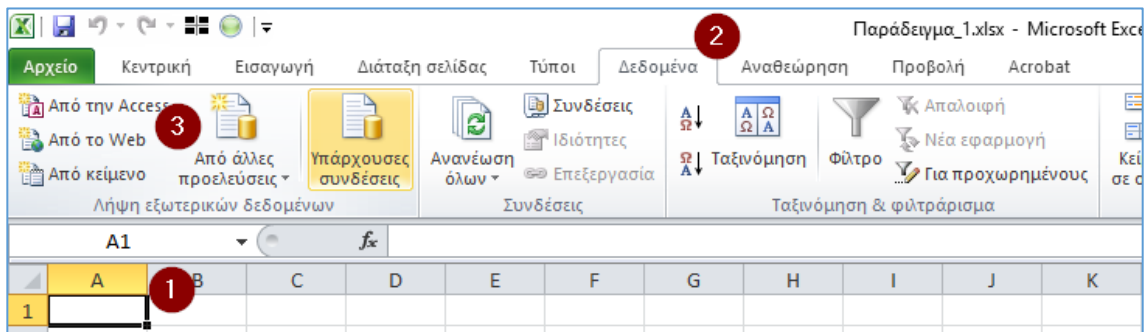 Παράδειγμα_1.xlsx - Microsoft Exce
2
Αρχείο Κεντρική Εισαγωγή Διάταξη σελίδας Τύποι Δεδομένα Αναθεώρηση Προβολή Acrobat
Από την Access
Από το Web
Από κείμενο
3
Από άλλες
προελεύσεις
Υπάρχουσες
συνδέσεις
Λήψη εξωτερικών δεδομένων
Ανανέωση
όλων
Συνδέσεις
Ιδιότητες
Επεξεργασία
Συνδέσεις
Α
Ω
Ω
Α
Α Ω
Ω Α
Ταξινόμηση
Φίλτρο
Απαλοιφή
Νέα εφαρμογή
Για προχωρημένους
Ταξινόμηση & φιλτράρισμα
Κεί
σε σ
A1
fx
A B C D E F G H I J K
1
1